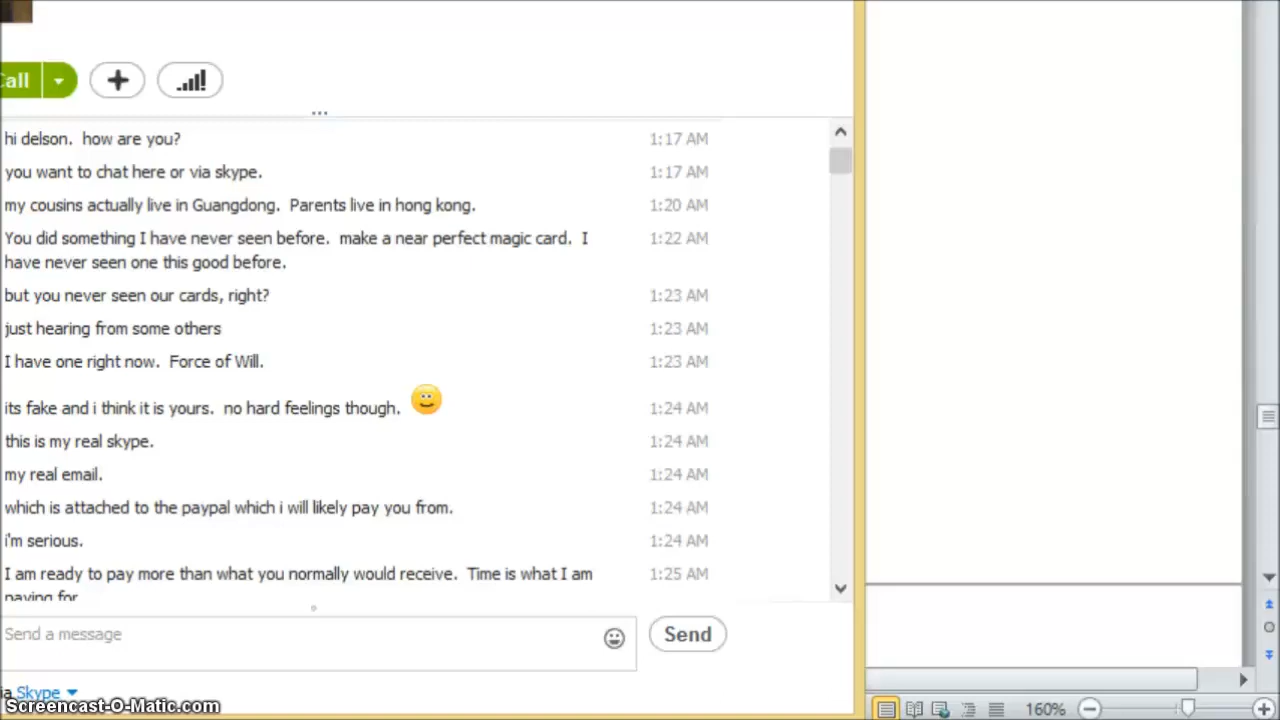 Call
hi delson.  how are you? 1:17 AM
you want to chat here or via skype. 1:17 AM
my cousins actually live in Guangdong.  Parents live in hong kong. 1:20 AM
You did something I have never seen before.  make a near perfect magic card.  I 1:22 AM
have never seen one this good before.
but you never seen our cards, right? 1:23 AM
just hearing from some others 1:23 AM
I have one right now.  Force of Will. 1:23 AM
its fake and i think it is yours.  no hard feelings though. 1:24 AM
this is my real skype. 1:24 AM
my real email. 1:24 AM
which is attached to the paypal which i will likely pay you from. 1:24 AM
i'm serious. 1:24 AM
I am ready to pay more than what you normally would receive.  Time is what I am 1:25 AM
paying for
Send a message
Send
via Skype
Screencast-O-Matic.com
160%